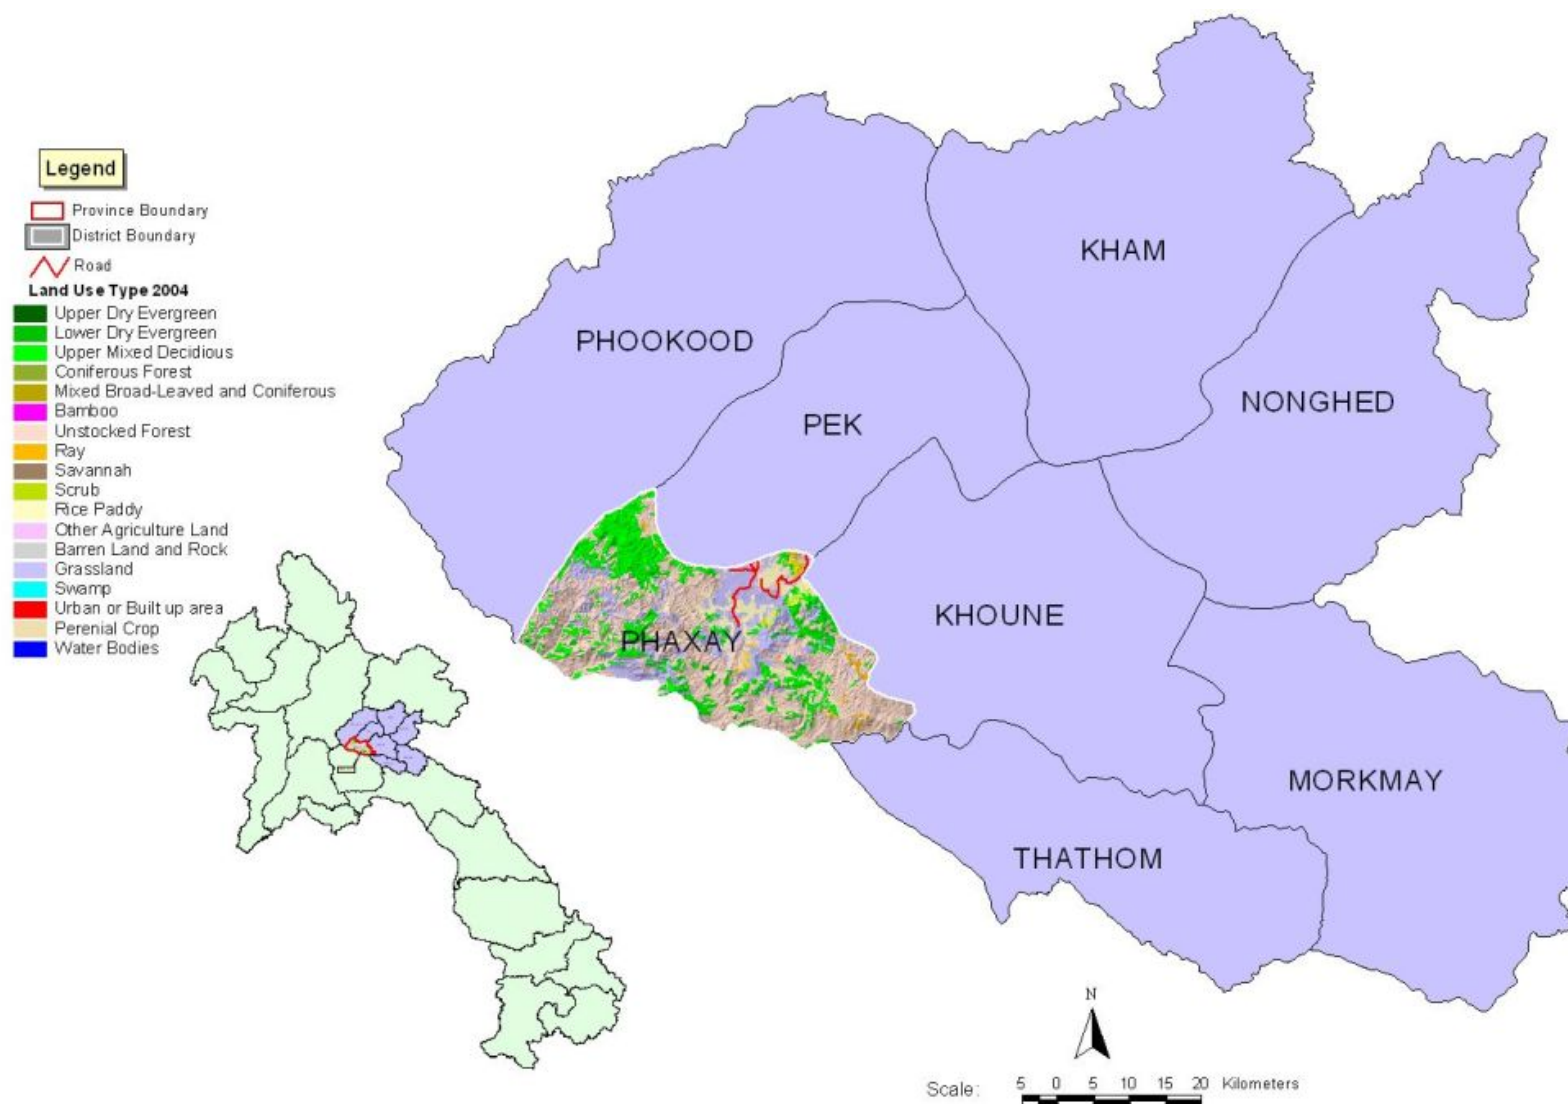 Legend
Province Boundary
District Boundary
Road
Land Use Type 2004
Upper Dry Evergreen
Lower Dry Evergreen
Upper Mixed Decidious
Coniferous Forest
Mixed Broad-Leaved and Coniferous
Bamboo
Unstocked Forest
Ray
Savannah
Scrub
Rice Paddy
Other Agriculture Land
Barren Land and Rock
Grassland
Swamp
Urban or Built up area
Perenial Crop
Water Bodies
KHAM
PHOOKOOD
NONGHED
PEK
KHOUNE
PHAXAY
MORKMAY
THATHOM
N
Scale: 5 0 5 10 15 20 Kilometers